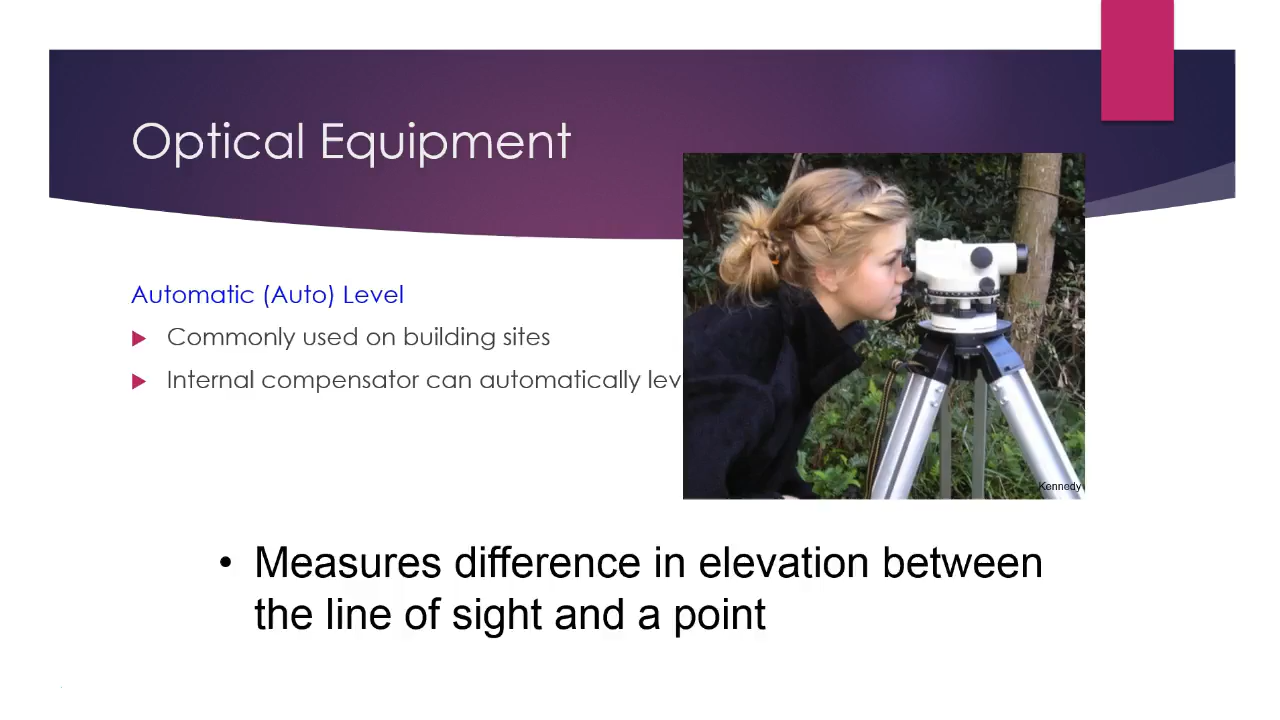 Optical Equipment
Automatic (Auto) Level
Commonly used on building sites
Internal compensator can automatically lev
Kennedy
• Measures difference in elevation between
the line of sight and a point